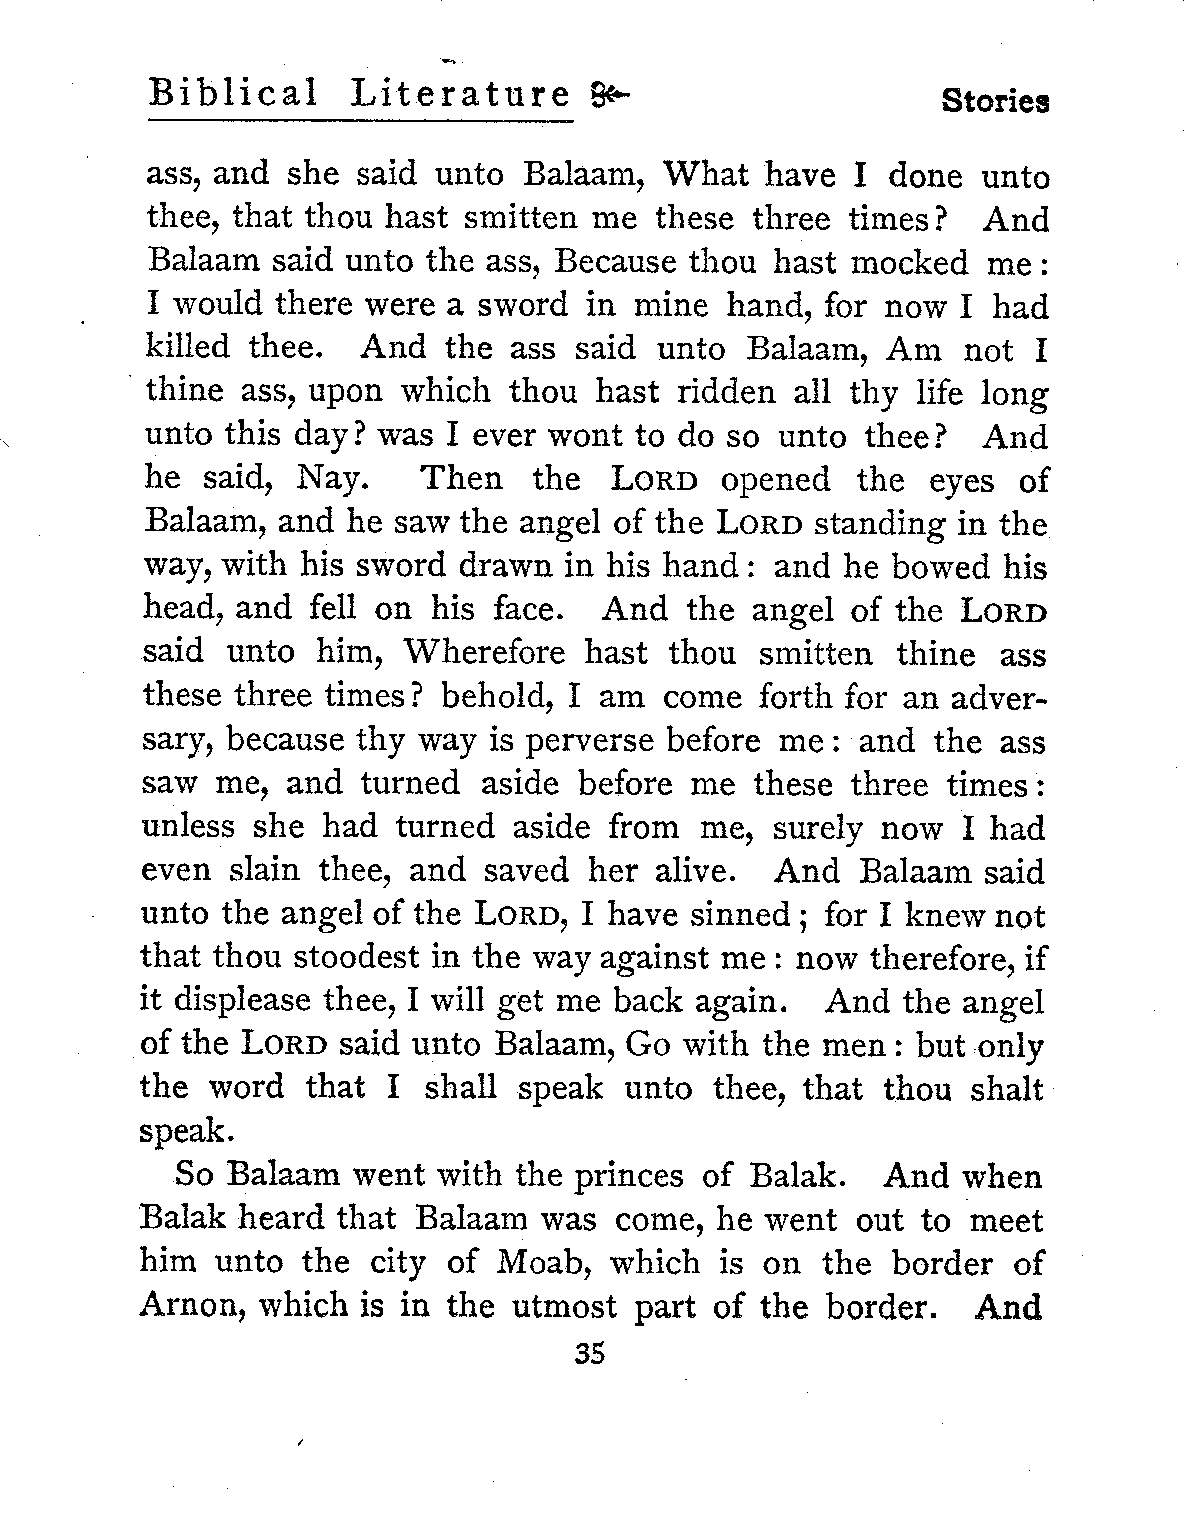 Biblical Literature Stories
ass, and she said unto Balaam, What have I done unto
thee, that thou hast smitten me these three times? And
Balaam said unto the ass, Because thou hast mocked me:
I would there were a sword in mine hand, for now I had
killed thee. And the ass said unto Balaam, Am not I
thine ass, upon which thou hast ridden all thy life long
unto this day? was I ever wont to do so unto thee? And
he said, Nay. Then the LORD opened the eyes of
Balaam, and he saw the angel of the LORD standing in the
way, with his sword drawn in his hand: and he bowed his
head, and fell on his face. And the angel of the LORD
said unto him, Wherefore hast thou smitten thine ass
these three times? behold, I am come forth for an adver-
sary, because thy way is perverse before me: and the ass
saw me, and turned aside before me these three times:
unless she had turned aside from me, surely now I had
even slain thee, and saved her alive. And Balaam said
unto the angel of the LORD, I have sinned; for I knew not
that thou stoodest in the way against me: now therefore, if
it displease thee, I will get me back again. And the angel
of the LORD said unto Balaam, Go with the men: but only
the word that I shall speak unto thee, that thou shalt
speak.
So Balaam went with the princes of Balak. And when
Balak heard that Balaam was come, he went out to meet
him unto the city of Moab, which is on the border of
Arnon, which is in the utmost part of the border. And
35